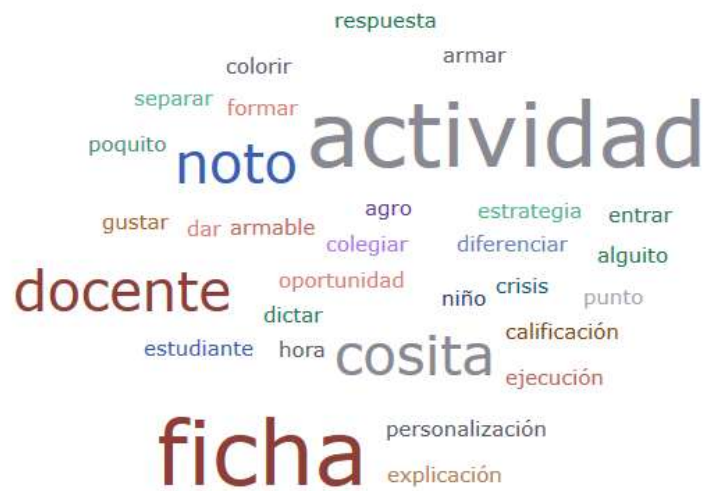 respuesta
armar
colorir
separar
formar
actividad
poquito
noto
agro
estrategia
entrar
gustar
dar
armable
colegiar
diferenciar
alguito
docente
oportunidad
niño
crisis
punto
dictar
calificación
estudiante
hora
cosita
ejecución
ficha
personalización
explicación